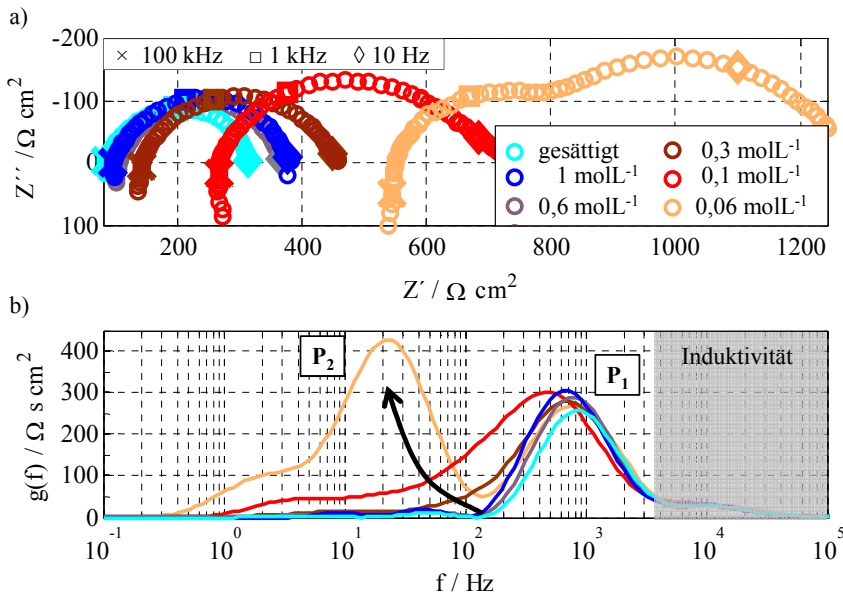 a)
-200
-100
0
100
Z´´ / Ω cm²
× 100 kHz □ 1 kHz ◊ 10 Hz
gesättigt
1 molL⁻¹
0,6 molL⁻¹
0,3 molL⁻¹
0,1 molL⁻¹
0,06 molL⁻¹
200 400 600 800 1000 1200
Z´ / Ω cm²
b)
400
300
200
100
0
g(f) / Ω s cm²
P₂
P₁
Induktivität
10⁻¹ 10⁰ 10¹ 10² 10³ 10⁴ 10⁵
f / Hz